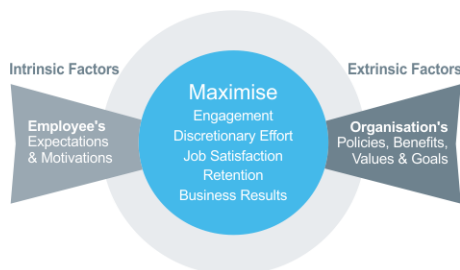 Intrinsic Factors
Employee's
Expectations
& Motivations
Maximise
Engagement
Discretionary Effort
Job Satisfaction
Retention
Business Results
Extrinsic Factors
Organisation's
Policies, Benefits,
Values & Goals